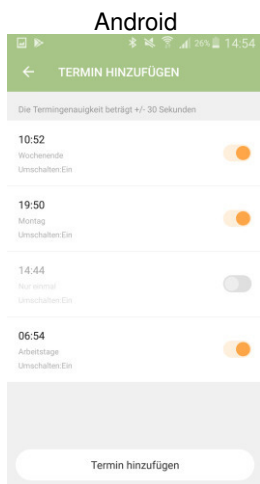 Android
26% 14:54
TERMIN HINZUFÜGEN
Die Termingenauigkeit beträgt +/- 30 Sekunden
10:52
Wochenende
Umschalten:Ein
19:50
Montag
Umschalten:Ein
14:44
Nur einmal
Umschalten:Ein
06:54
Arbeitstage
Umschalten:Ein
Termin hinzufügen